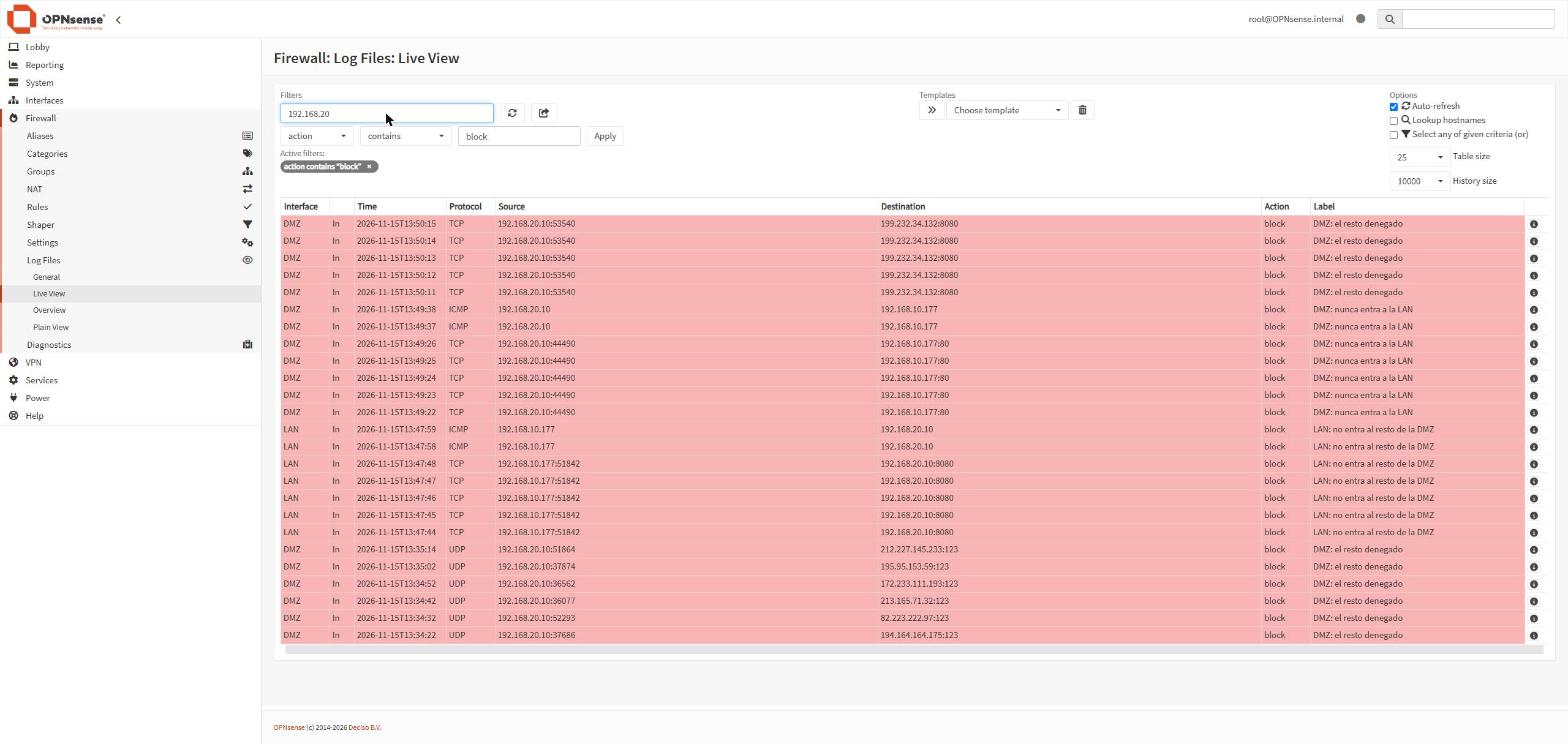 OPNsense
root@OPNsense.internal
Lobby
Reporting
System
Interfaces
Firewall
Aliases
Categories
Groups
NAT
Rules
Shaper
Settings
Log Files
General
Live View
Overview
Plain View
Diagnostics
VPN
Services
Power
Help
Firewall: Log Files: Live View
Filters
192.168.20
action contains block Apply
Active filters:
action contains "block" ×
Templates
Choose template
Options
Auto-refresh
Lookup hostnames
Select any of given criteria (or)
25 Table size
10000 History size
Interface Time Protocol Source Destination Action Label
DMZ In 2026-11-15T13:50:15 TCP 192.168.20.10:53540 199.232.34.132:8080 block DMZ: el resto denegado
DMZ In 2026-11-15T13:50:14 TCP 192.168.20.10:53540 199.232.34.132:8080 block DMZ: el resto denegado
DMZ In 2026-11-15T13:50:13 TCP 192.168.20.10:53540 199.232.34.132:8080 block DMZ: el resto denegado
DMZ In 2026-11-15T13:50:12 TCP 192.168.20.10:53540 199.232.34.132:8080 block DMZ: el resto denegado
DMZ In 2026-11-15T13:50:11 TCP 192.168.20.10:53540 199.232.34.132:8080 block DMZ: el resto denegado
DMZ In 2026-11-15T13:49:38 ICMP 192.168.20.10 192.168.10.177 block DMZ: nunca entra a la LAN
DMZ In 2026-11-15T13:49:37 ICMP 192.168.20.10 192.168.10.177 block DMZ: nunca entra a la LAN
DMZ In 2026-11-15T13:49:26 TCP 192.168.20.10:44490 192.168.10.177:80 block DMZ: nunca entra a la LAN
DMZ In 2026-11-15T13:49:25 TCP 192.168.20.10:44490 192.168.10.177:80 block DMZ: nunca entra a la LAN
DMZ In 2026-11-15T13:49:24 TCP 192.168.20.10:44490 192.168.10.177:80 block DMZ: nunca entra a la LAN
DMZ In 2026-11-15T13:49:23 TCP 192.168.20.10:44490 192.168.10.177:80 block DMZ: nunca entra a la LAN
DMZ In 2026-11-15T13:49:22 TCP 192.168.20.10:44490 192.168.10.177:80 block DMZ: nunca entra a la LAN
LAN In 2026-11-15T13:47:59 ICMP 192.168.10.177 192.168.20.10 block LAN: no entra al resto de la DMZ
LAN In 2026-11-15T13:47:58 ICMP 192.168.10.177 192.168.20.10 block LAN: no entra al resto de la DMZ
LAN In 2026-11-15T13:47:48 TCP 192.168.10.177:51842 192.168.20.10:8080 block LAN: no entra al resto de la DMZ
LAN In 2026-11-15T13:47:47 TCP 192.168.10.177:51842 192.168.20.10:8080 block LAN: no entra al resto de la DMZ
LAN In 2026-11-15T13:47:46 TCP 192.168.10.177:51842 192.168.20.10:8080 block LAN: no entra al resto de la DMZ
LAN In 2026-11-15T13:47:45 TCP 192.168.10.177:51842 192.168.20.10:8080 block LAN: no entra al resto de la DMZ
LAN In 2026-11-15T13:47:44 TCP 192.168.10.177:51842 192.168.20.10:8080 block LAN: no entra al resto de la DMZ
DMZ In 2026-11-15T13:35:14 UDP 192.168.20.10:51864 212.227.145.233:123 block DMZ: el resto denegado
DMZ In 2026-11-15T13:35:02 UDP 192.168.20.10:37874 195.95.153.59:123 block DMZ: el resto denegado
DMZ In 2026-11-15T13:34:52 UDP 192.168.20.10:36562 172.233.111.193:123 block DMZ: el resto denegado
DMZ In 2026-11-15T13:34:42 UDP 192.168.20.10:36077 213.165.71.32:123 block DMZ: el resto denegado
DMZ In 2026-11-15T13:34:32 UDP 192.168.20.10:52293 82.223.222.97:123 block DMZ: el resto denegado
DMZ In 2026-11-15T13:34:22 UDP 192.168.20.10:37686 194.164.164.175:123 block DMZ: el resto denegado
OPNsense (c) 2014-2026 Deciso B.V.